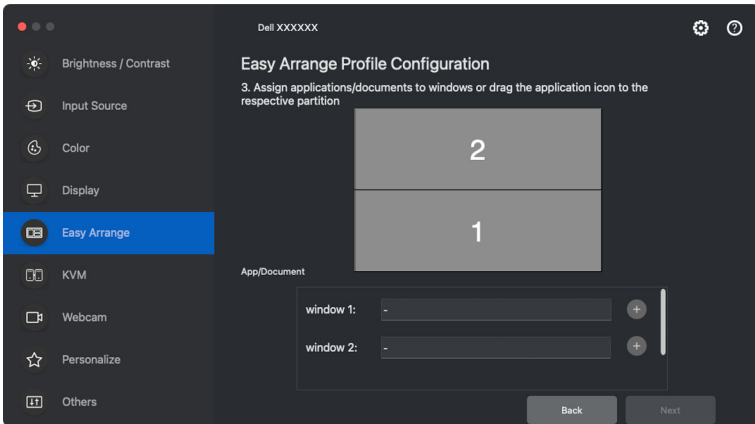 Dell XXXXXX
Brightness / Contrast
Input Source
Color
Display
Easy Arrange
KVM
Webcam
Personalize
Others
Easy Arrange Profile Configuration
3. Assign applications/documents to windows or drag the application icon to the
respective partition
2
1
App/Document
window 1:
-
window 2:
-
Back
Next